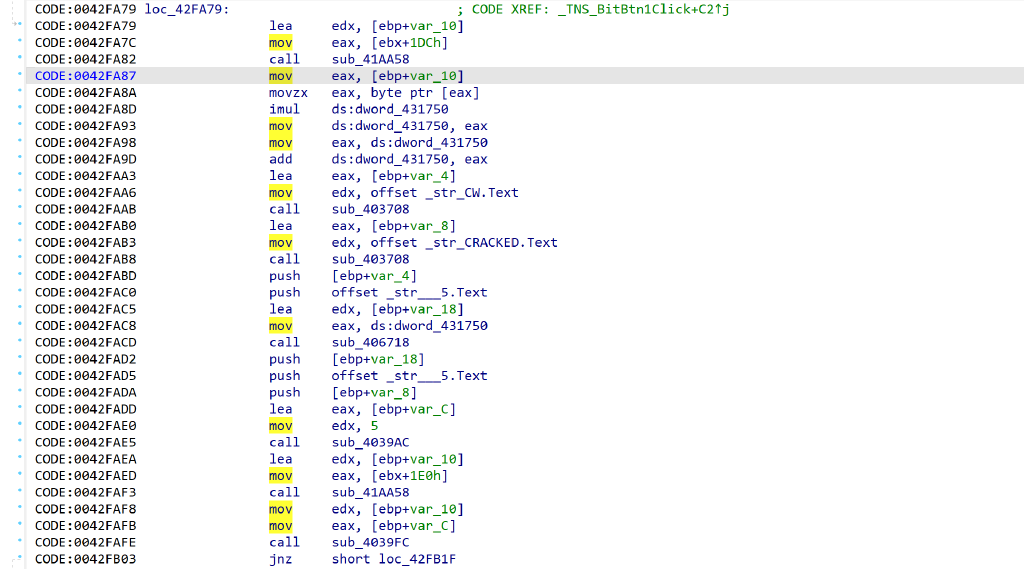 CODE:0042FA79 loc_42FA79: ; CODE XREF: _TNS_BitBtn1Click+C2↑j
CODE:0042FA79 lea edx, [ebp+var_10]
CODE:0042FA7C mov eax, [ebx+1DCh]
CODE:0042FA82 call sub_41AA58
CODE:0042FA87 mov eax, [ebp+var_10]
CODE:0042FA8A movzx eax, byte ptr [eax]
CODE:0042FA8D imul ds:dword_431750
CODE:0042FA93 mov ds:dword_431750, eax
CODE:0042FA98 mov eax, ds:dword_431750
CODE:0042FA9D add ds:dword_431750, eax
CODE:0042FAA3 lea eax, [ebp+var_4]
CODE:0042FAA6 mov edx, offset _str_CW.Text
CODE:0042FAAB call sub_403708
CODE:0042FAB0 lea eax, [ebp+var_8]
CODE:0042FAB3 mov edx, offset _str_CRACKED.Text
CODE:0042FAB8 call sub_403708
CODE:0042FABD push [ebp+var_4]
CODE:0042FAC0 push offset _str___5.Text
CODE:0042FAC5 lea edx, [ebp+var_18]
CODE:0042FAC8 mov eax, ds:dword_431750
CODE:0042FACD call sub_406718
CODE:0042FAD2 push [ebp+var_18]
CODE:0042FAD5 push offset _str___5.Text
CODE:0042FADA push [ebp+var_8]
CODE:0042FADD lea eax, [ebp+var_C]
CODE:0042FAE0 mov edx, 5
CODE:0042FAE5 call sub_4039AC
CODE:0042FAEA lea edx, [ebp+var_10]
CODE:0042FAED mov eax, [ebx+1E0h]
CODE:0042FAF3 call sub_41AA58
CODE:0042FAF8 mov edx, [ebp+var_10]
CODE:0042FAFB mov eax, [ebp+var_C]
CODE:0042FAFE call sub_4039FC
CODE:0042FB03 jnz short loc_42FB1F